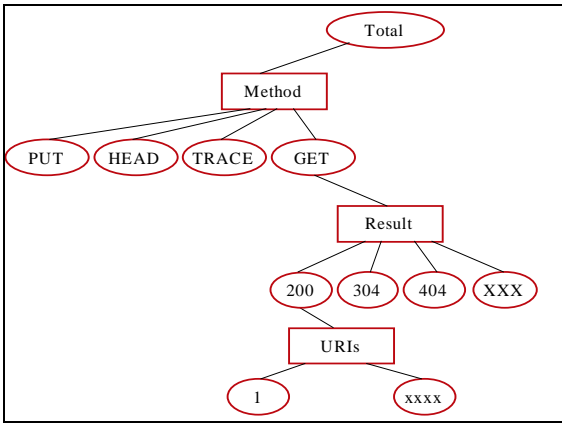 Total
Method
PUT HEAD TRACE GET
Result
200 304 404 XXX
URIs
1 xxxx